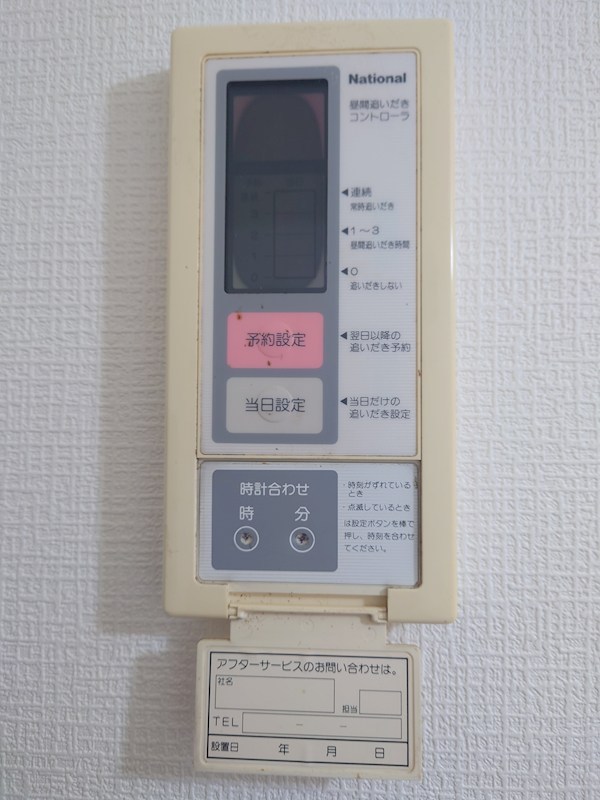 National
昼間追いだき
コントローラ
◀連続
常時追いだき
◀1～3
昼間追いだき時間
◀0
追いだきしない
予約設定
◀翌日以降の
追いだき予約
当日設定
◀当日だけの
追いだき設定
時計合わせ
時 分
・時刻がずれている
とき
・点滅しているとき
は設定ボタンを棒で
押し、時刻を合わせ
てください。
アフターサービスのお問い合わせは。
社名
担当
TEL － －
設置日 年 月 日